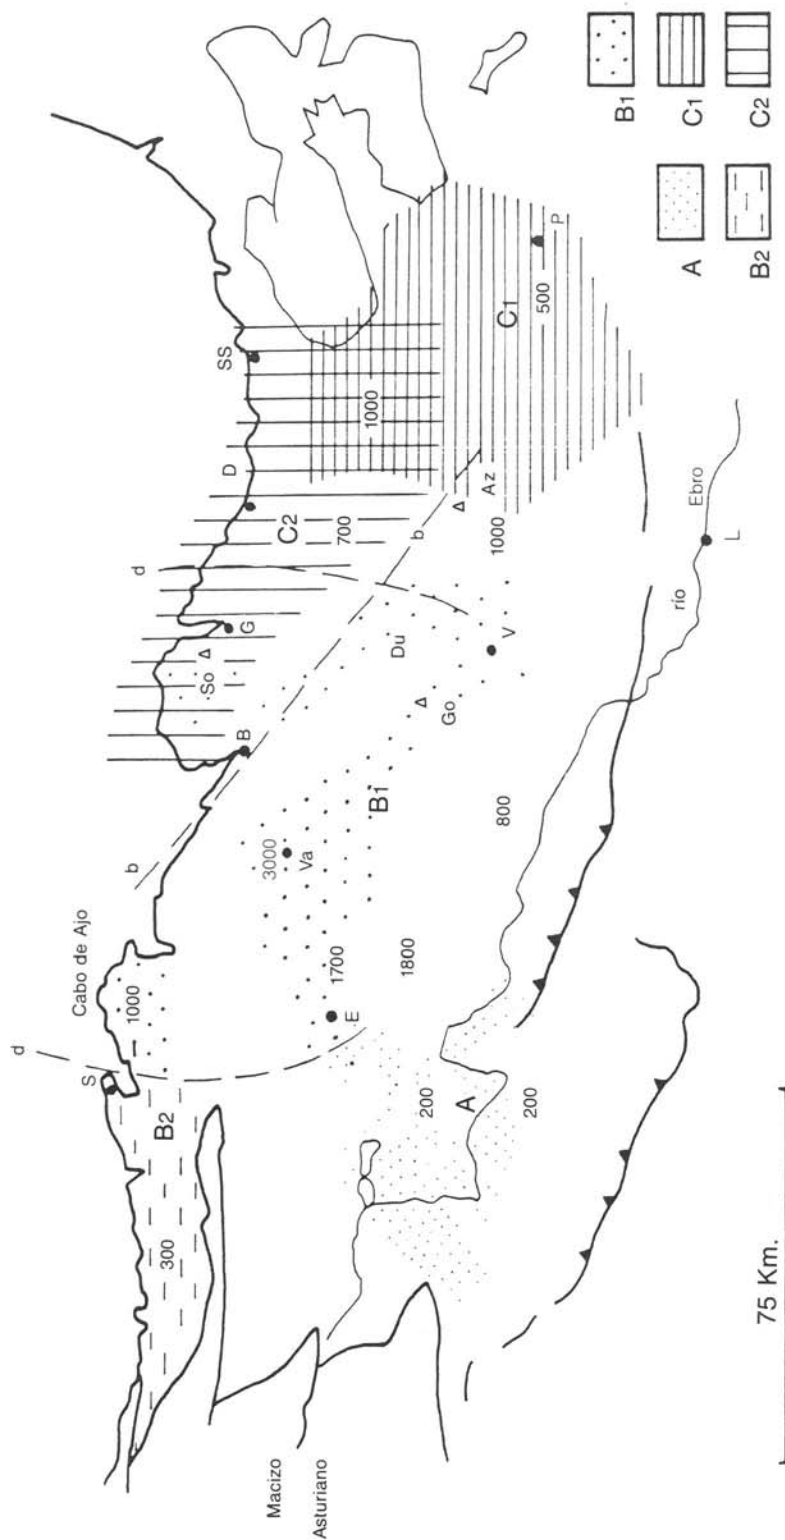 Macizo
Asturiano
300
B2
S
d
Cabo de Ajo
1000
b
B
So
Δ
G
d
C2
700
D
SS
1000
b
Δ
Az
1000
C1
500
P
Du
V
Δ
Go
B1
3000
Va
1700
E
1800
800
200
A
200
río
Ebro
L
75 Km.
A
B1
B2
C1
C2